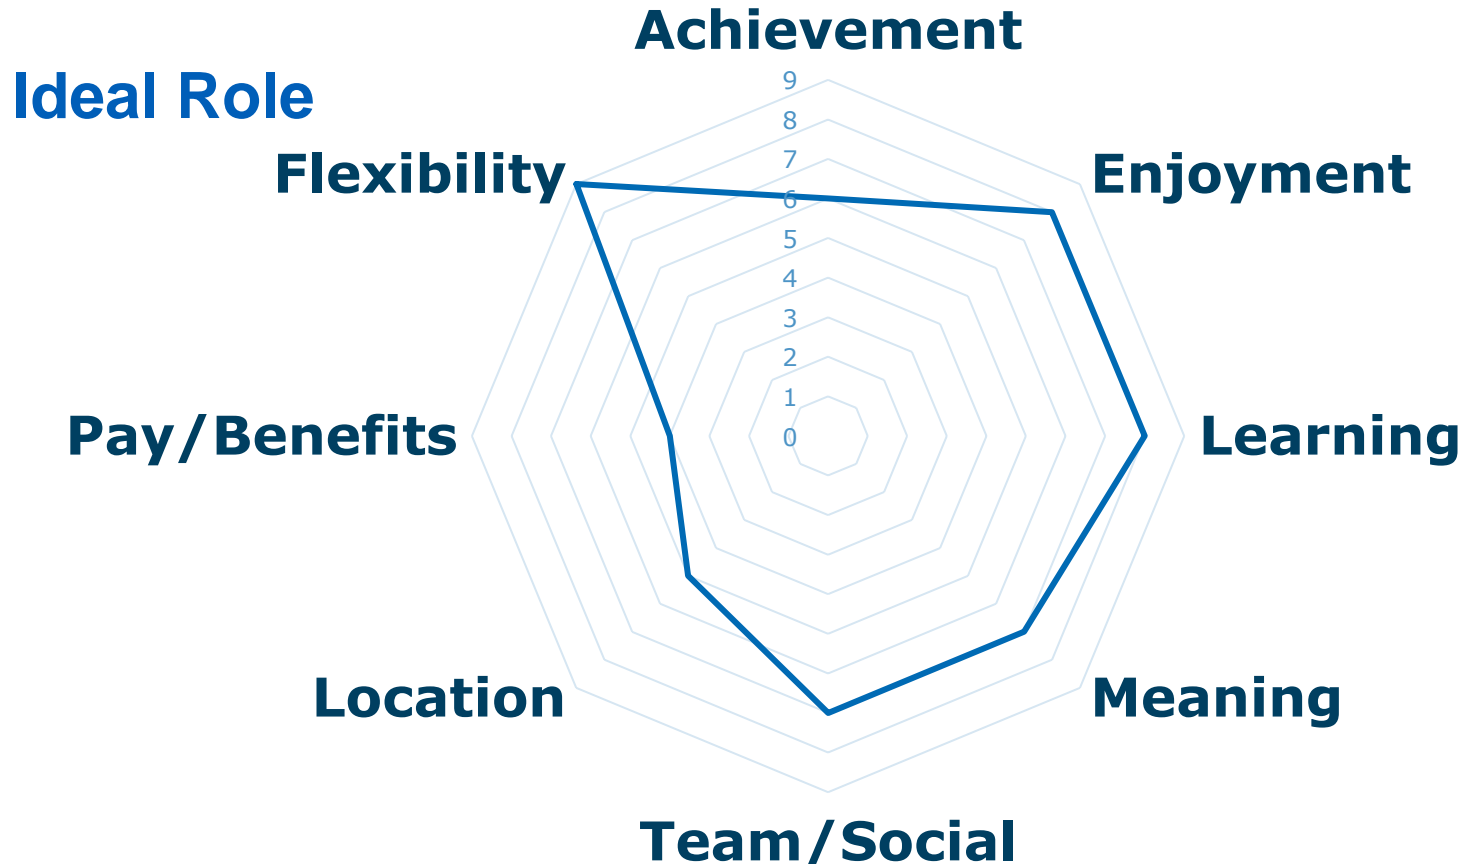 Achievement
Ideal Role
9
8
7
6
5
4
3
2
1
0
Flexibility
Enjoyment
Pay/Benefits
Learning
Location
Meaning
Team/Social